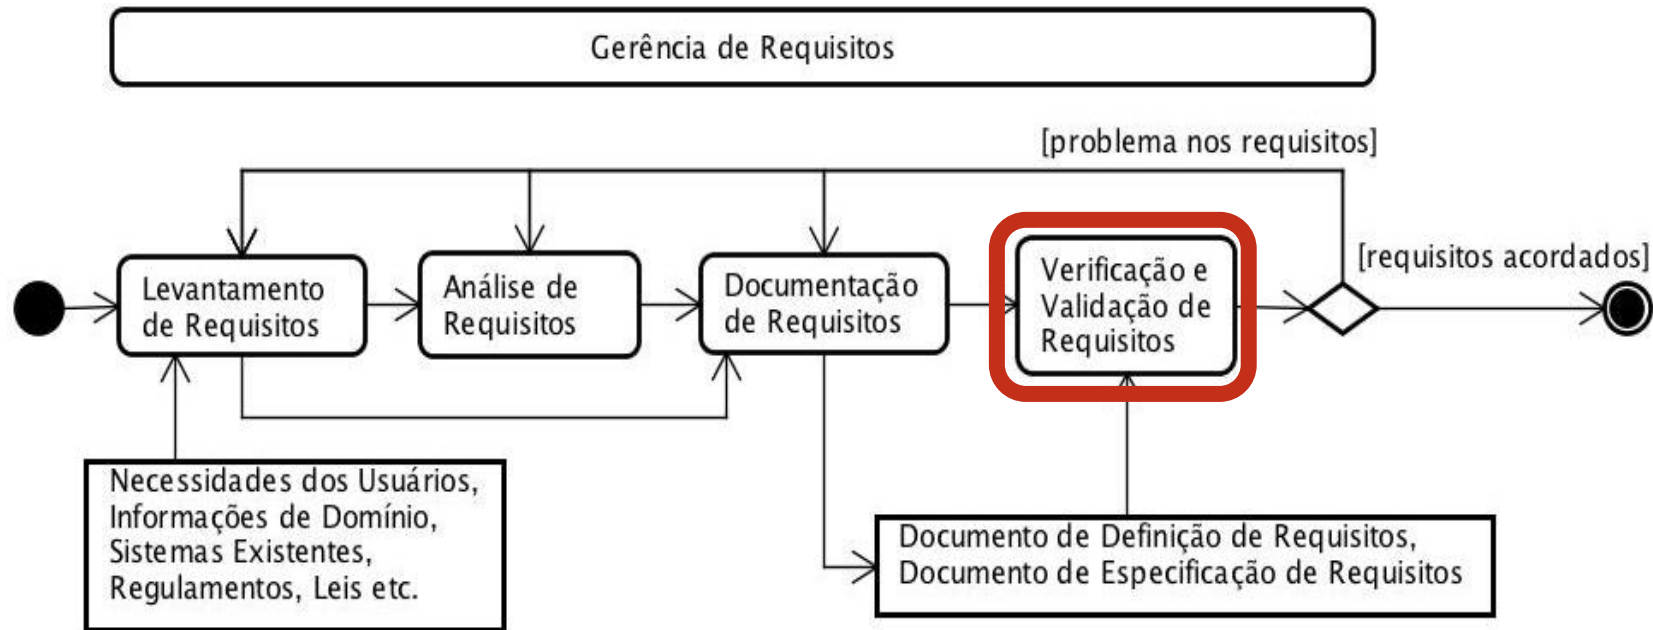 Gerência de Requisitos
[problema nos requisitos]
[requisitos acordados]
Levantamento
de Requisitos
Análise de
Requisitos
Documentação
de Requisitos
Verificação e
Validação de
Requisitos
Necessidades dos Usuários,
Informações de Domínio,
Sistemas Existentes,
Regulamentos, Leis etc.
Documento de Definição de Requisitos,
Documento de Especificação de Requisitos